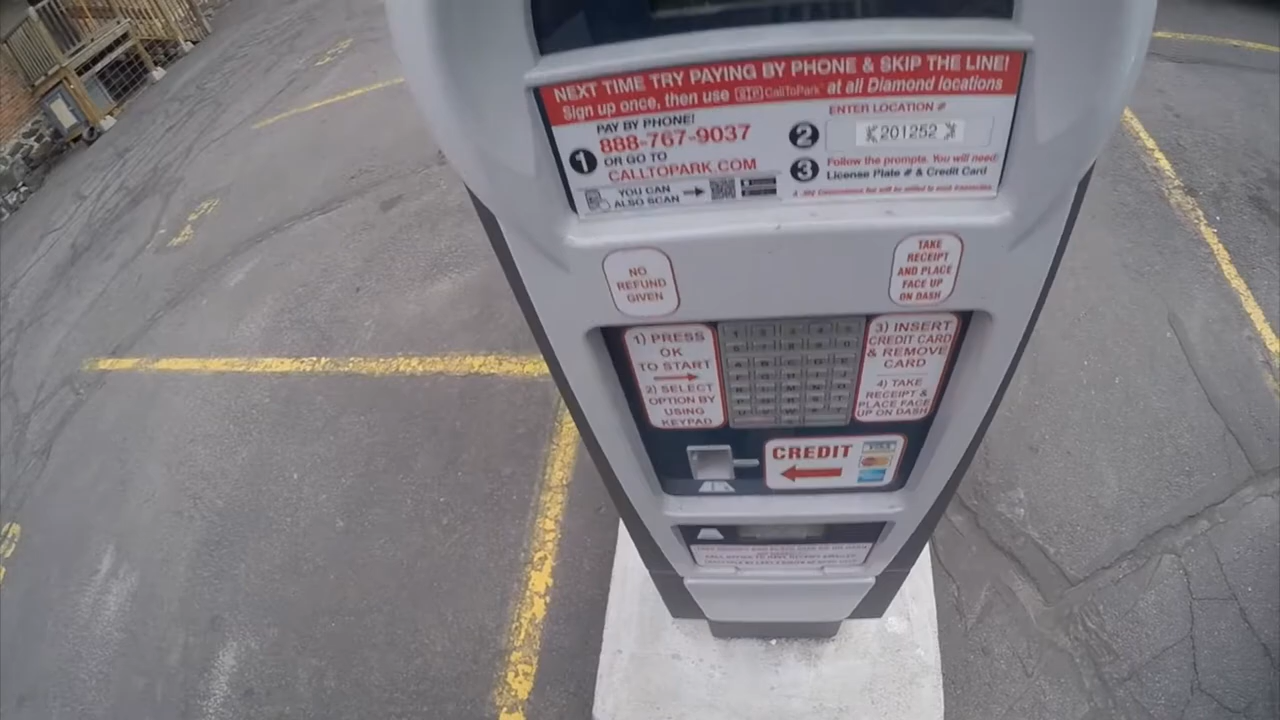 NEXT TIME TRY PAYING BY PHONE & SKIP THE LINE!
Sign up once, then use CallToPark at all Diamond locations
1
PAY BY PHONE!
888-767-9037
OR GO TO
CALLTOPARK.COM
YOU CAN
ALSO SCAN
2
ENTER LOCATION #
201252
3
Follow the prompts. You will need:
License Plate # & Credit Card
NO
REFUND
GIVEN
TAKE
RECEIPT
AND PLACE
FACE UP
ON DASH
1) PRESS
OK
TO START
2) SELECT
OPTION BY
USING
KEYPAD
3) INSERT
CREDIT CARD
& REMOVE
CARD
4) TAKE
RECEIPT &
PLACE FACE
UP ON DASH
CREDIT
VISA